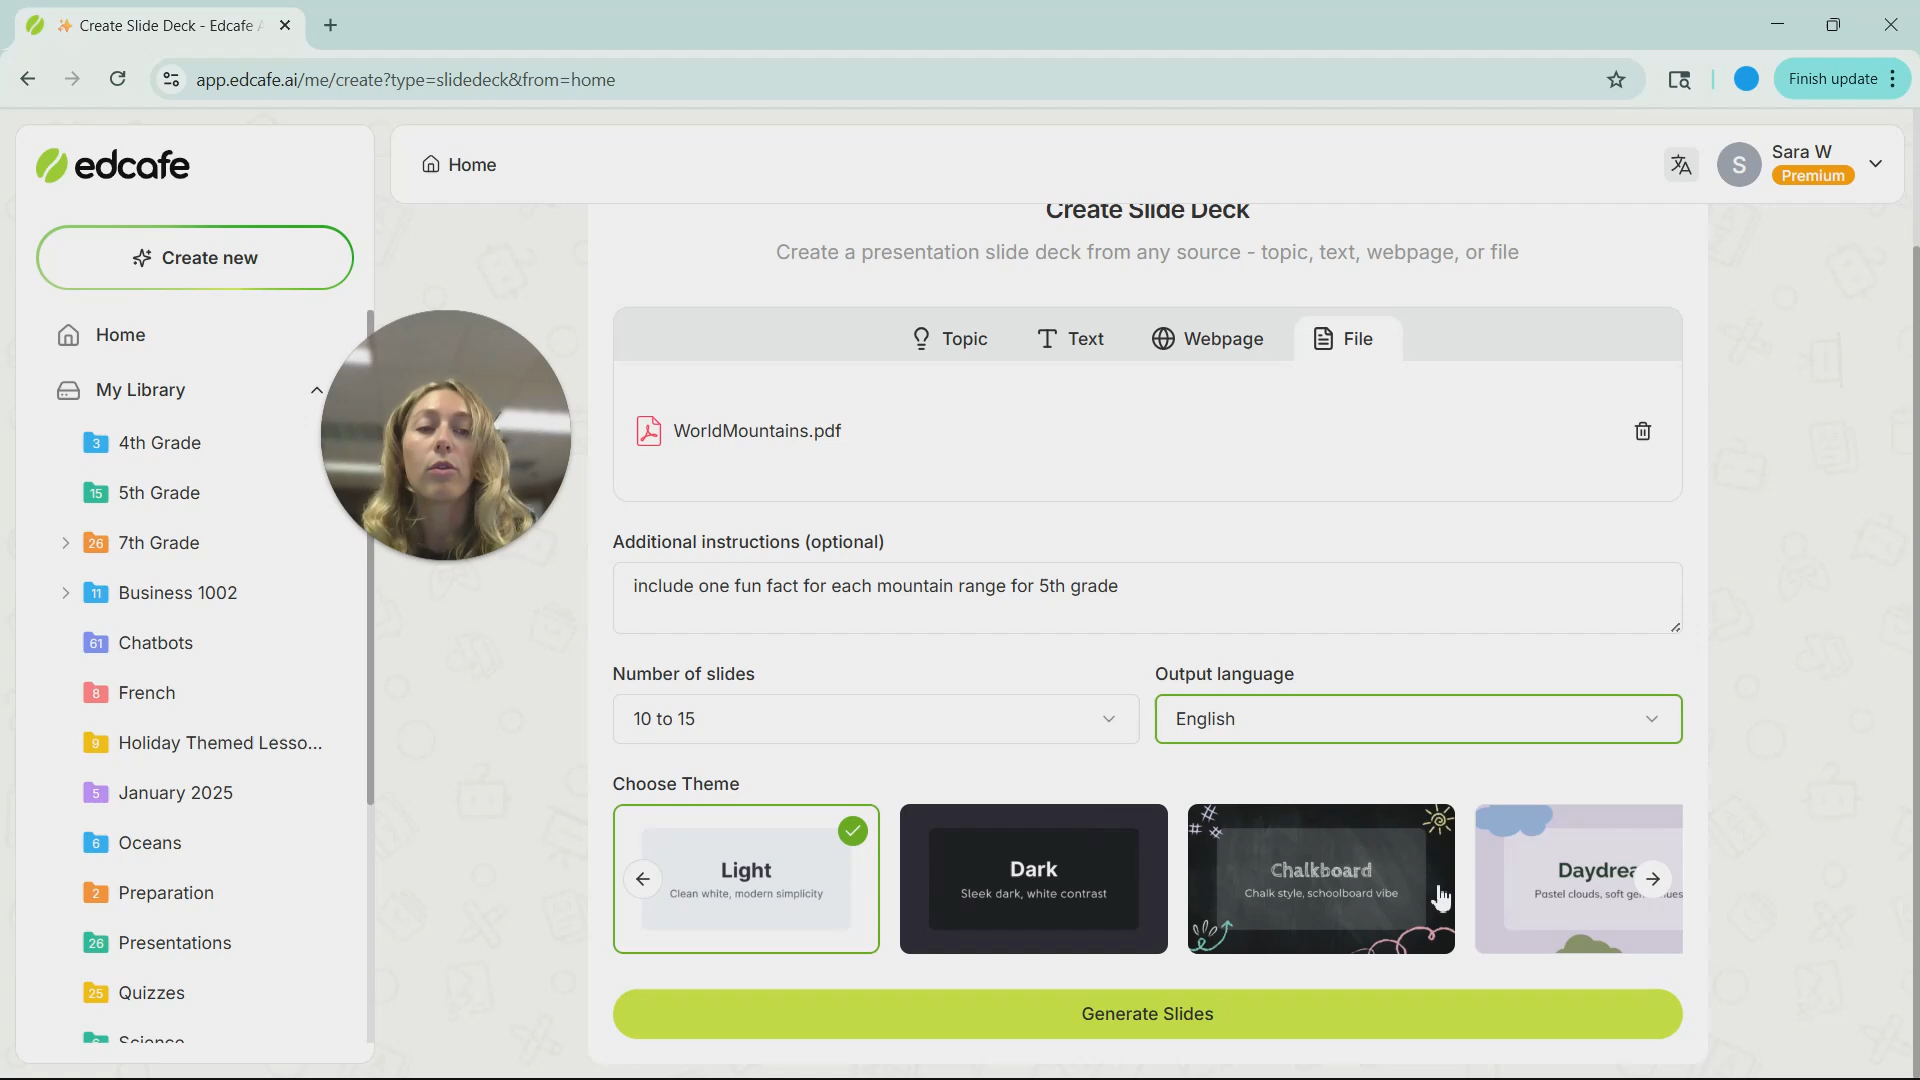 ✨ Create Slide Deck - Edcafe
Finish update
app.edcafe.ai/me/create?type=slidedeck&from=home
edcafe
Create new
Home
My Library
3 4th Grade
15 5th Grade
26 7th Grade
11 Business 1002
61 Chatbots
8 French
9 Holiday Themed Lesso...
5 January 2025
6 Oceans
2 Preparation
26 Presentations
25 Quizzes
Science
Home
S
Sara W
Premium
Create Slide Deck
Create a presentation slide deck from any source - topic, text, webpage, or file
Topic
Text
Webpage
File
WorldMountains.pdf
Additional instructions (optional)
include one fun fact for each mountain range for 5th grade
Number of slides
Output language
10 to 15
English
Choose Theme
Light
Clean white, modern simplicity
Dark
Sleek dark, white contrast
Chalkboard
Chalk style, schoolboard vibe
Daydrea
Pastel clouds, soft
Generate Slides